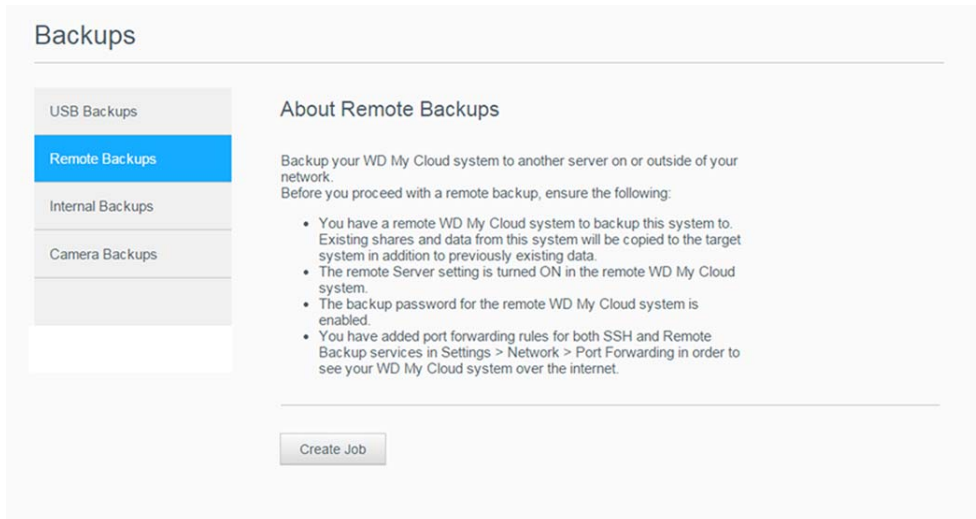 Backups
USB Backups
Remote Backups
Internal Backups
Camera Backups
About Remote Backups
Backup your WD My Cloud system to another server on or outside of your
network.
Before you proceed with a remote backup, ensure the following:
• You have a remote WD My Cloud system to backup this system to.
Existing shares and data from this system will be copied to the target
system in addition to previously existing data.
• The remote Server setting is turned ON in the remote WD My Cloud
system.
• The backup password for the remote WD My Cloud system is
enabled.
• You have added port forwarding rules for both SSH and Remote
Backup services in Settings > Network > Port Forwarding in order to
see your WD My Cloud system over the internet.
Create Job